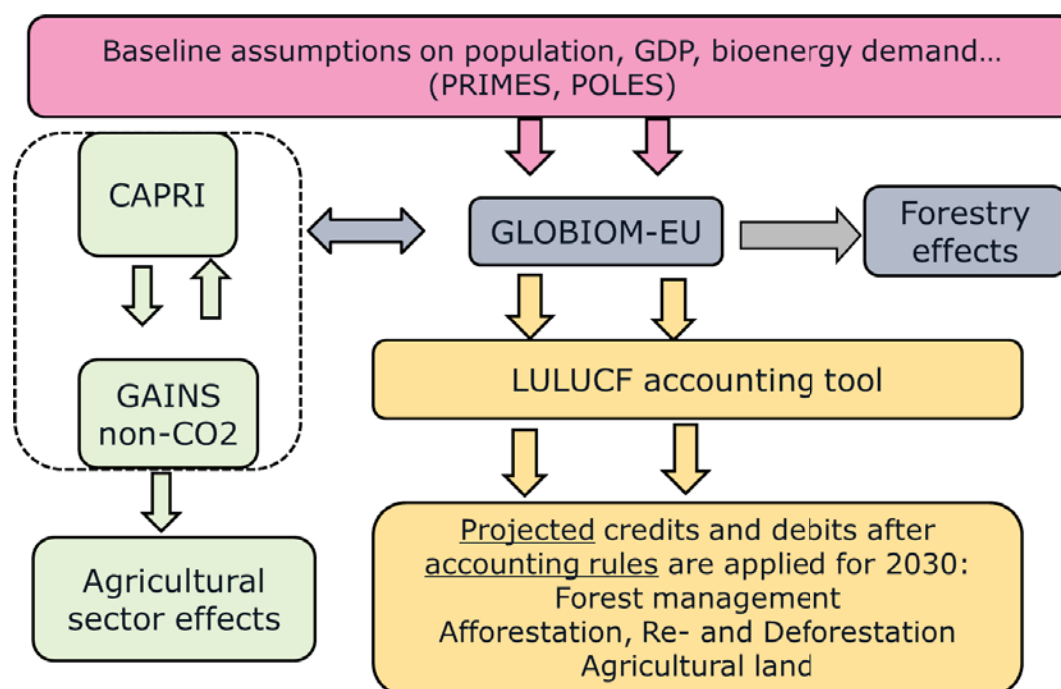 Baseline assumptions on population, GDP, bioenergy demand…
(PRIMES, POLES)
CAPRI
GLOBIOM-EU
Forestry
effects
LULUCF accounting tool
GAINS
non-CO2
Projected credits and debits after
accounting rules are applied for 2030:
Forest management
Afforestation, Re- and Deforestation
Agricultural land
Agricultural
sector effects